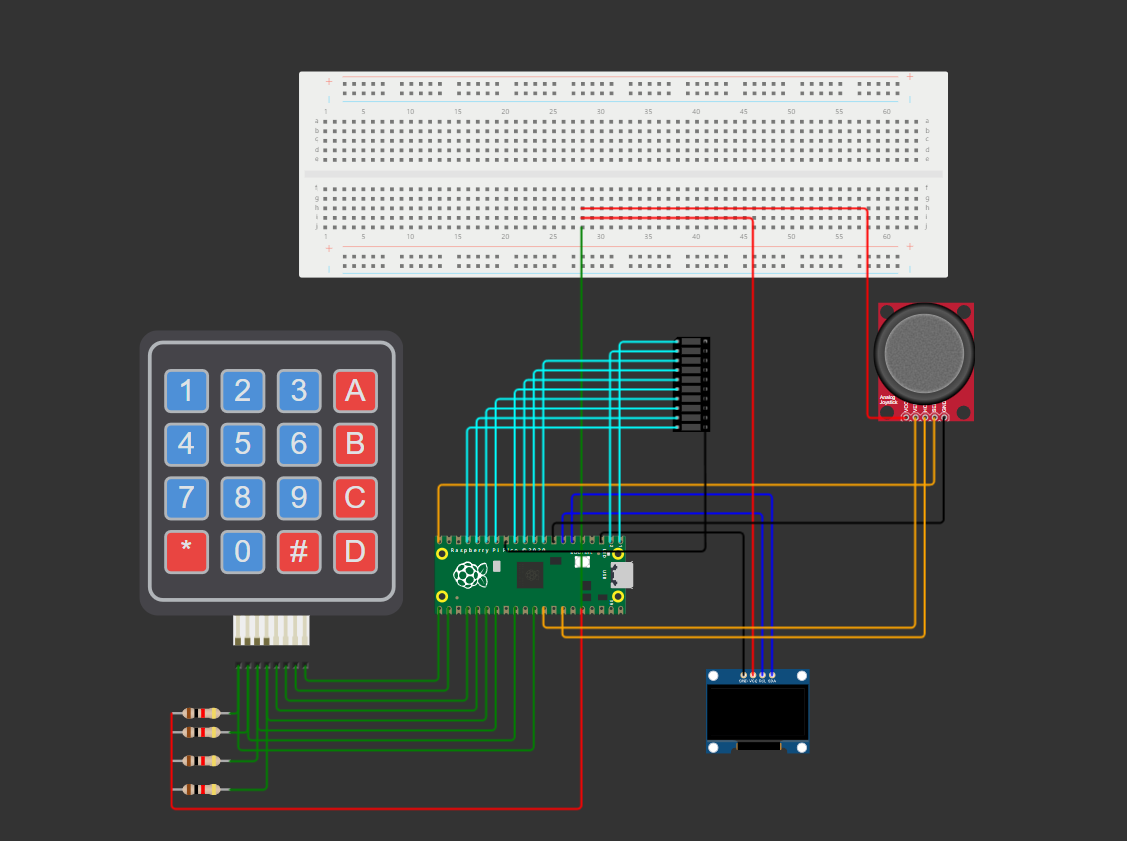 + +
1 5 10 15 20 25 30 35 40 45 50 55 60
a a
b b
c c
d d
e e
f f
g g
h h
i i
j j
1 5 10 15 20 25 30 35 40 45 50 55 60
+ +
1 2 3 A
4 5 6 B
7 8 9 C
* 0 # D
Analog
Joystick
Raspberry Pi Pico ©2020
USB
GND VCC SCL SDA